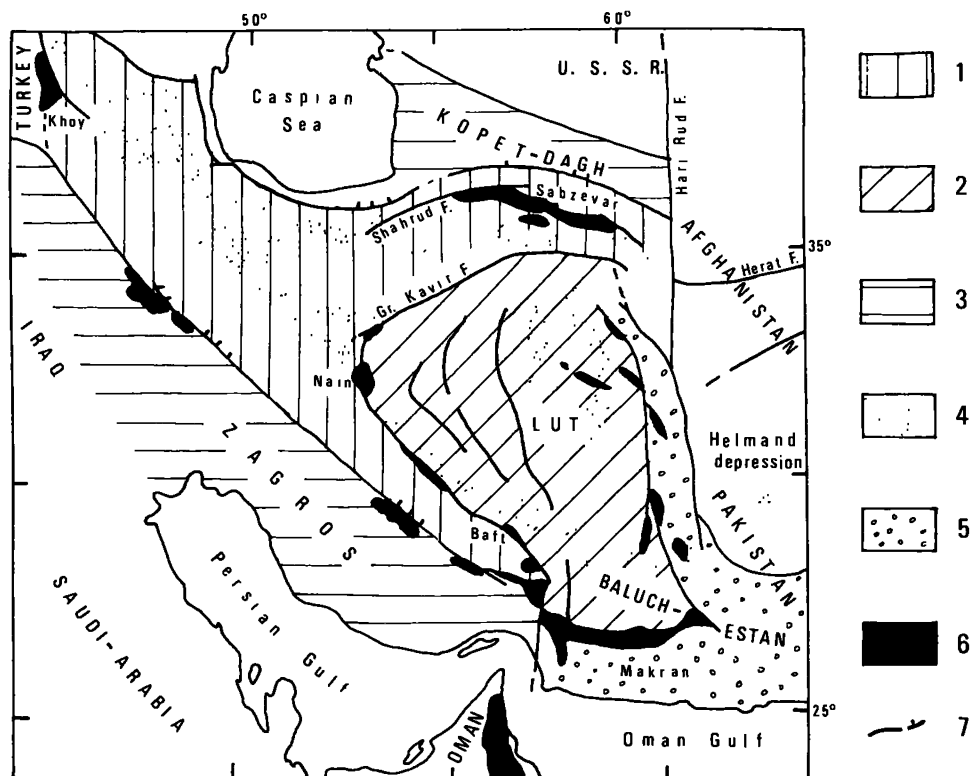 50°
60°
TURKEY
Khoy
Caspian
Sea
U. S. S. R.
KOPET-DAGH
Hari Rud F.
Sabzevar
Shahrud F.
AFGHANISTAN
35°
Herat F.
Gr. Kavir F.
IRAQ
Nain
LUT
Helmand
depression
ZAGROS
PAKISTAN
Baft
Persian Gulf
SAUDI-ARABIA
BALUCH-
ESTAN
Makran
25°
OMAN
Oman Gulf
1
2
3
4
5
6
7